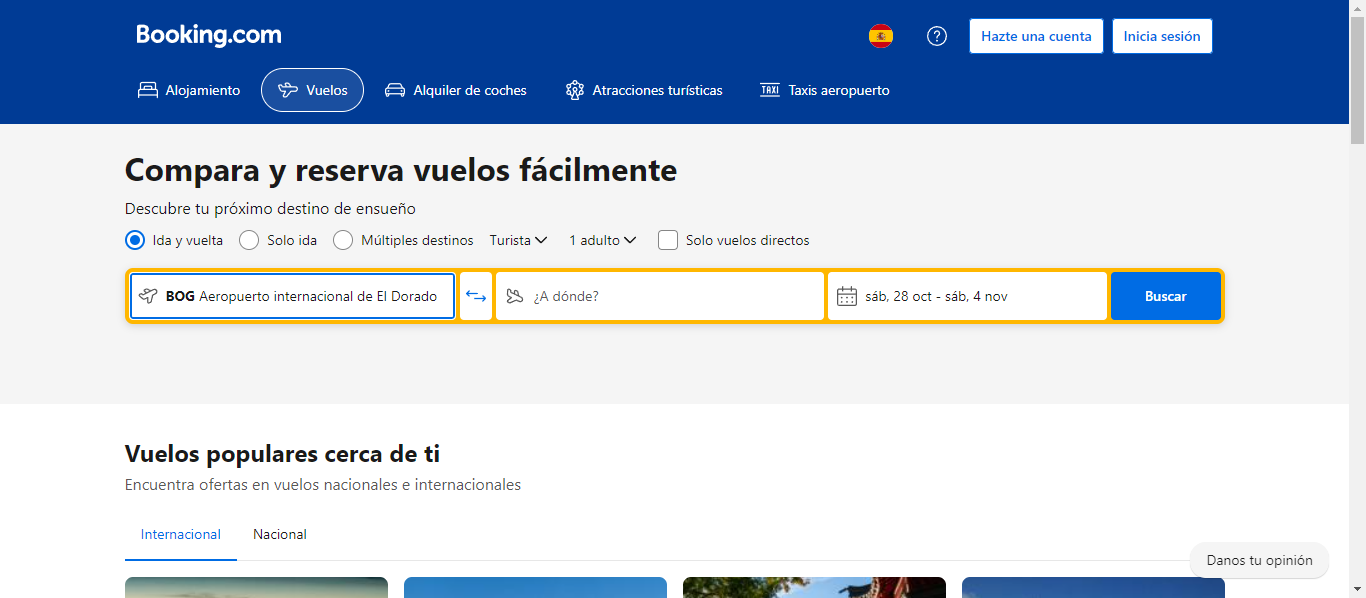 Booking.com
Hazte una cuenta
Inicia sesión
Alojamiento
Vuelos
Alquiler de coches
Atracciones turísticas
TAXI Taxis aeropuerto
Compara y reserva vuelos fácilmente
Descubre tu próximo destino de ensueño
Ida y vuelta Solo ida Múltiples destinos Turista 1 adulto Solo vuelos directos
BOG Aeropuerto internacional de El Dorado ¿A dónde? sáb, 28 oct - sáb, 4 nov Buscar
Vuelos populares cerca de ti
Encuentra ofertas en vuelos nacionales e internacionales
Internacional Nacional
Danos tu opinión